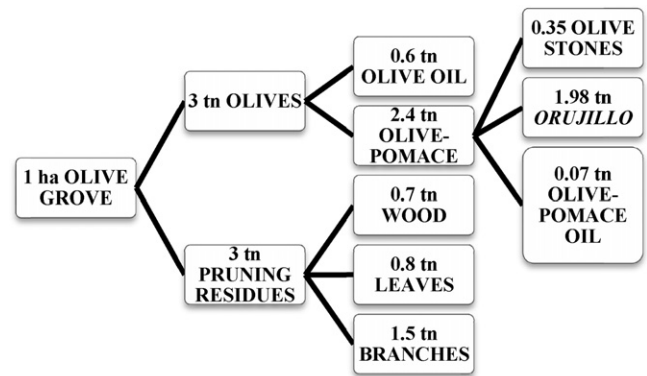 1 ha OLIVE
GROVE
3 tn OLIVES
0.6 tn
OLIVE OIL
2.4 tn
OLIVE-
POMACE
0.35 OLIVE
STONES
1.98 tn
ORUJILLO
0.07 tn
OLIVE-
POMACE
OIL
3 tn
PRUNING
RESIDUES
0.7 tn
WOOD
0.8 tn
LEAVES
1.5 tn
BRANCHES